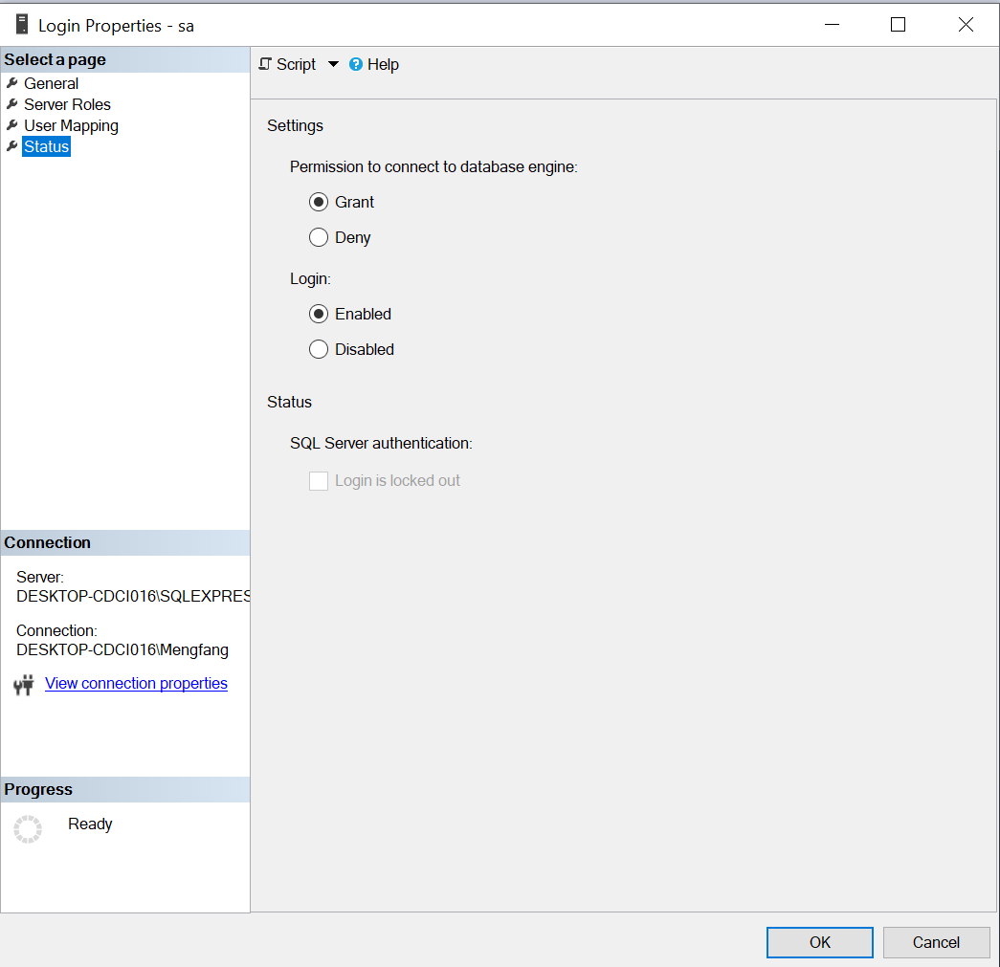 Login Properties - sa
Select a page
General
Server Roles
User Mapping
Status
Script
Help
Settings
Permission to connect to database engine:
Grant
Deny
Login:
Enabled
Disabled
Status
SQL Server authentication:
Login is locked out
Connection
Server:
DESKTOP-CDCI016\SQLEXPRES
Connection:
DESKTOP-CDCI016\Mengfang
View connection properties
Progress
Ready
OK
Cancel